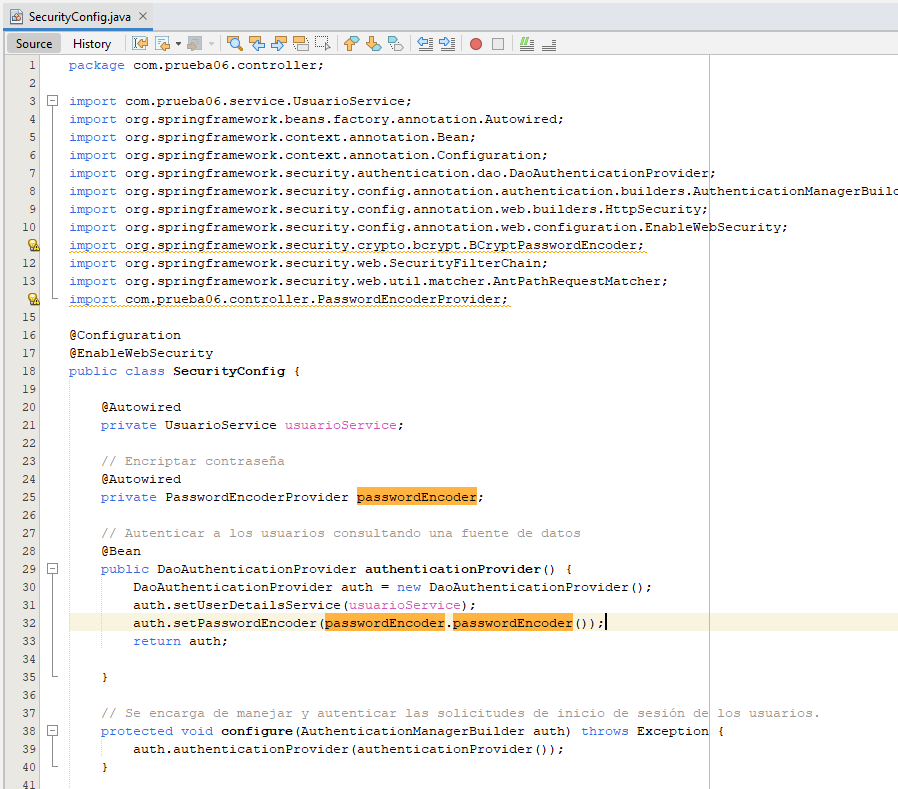 SecurityConfig.java
Source History
1 package com.prueba06.controller;
2
3 import com.prueba06.service.UsuarioService;
4 import org.springframework.beans.factory.annotation.Autowired;
5 import org.springframework.context.annotation.Bean;
6 import org.springframework.context.annotation.Configuration;
7 import org.springframework.security.authentication.dao.DaoAuthenticationProvider;
8 import org.springframework.security.config.annotation.authentication.builders.AuthenticationManagerBuild
9 import org.springframework.security.config.annotation.web.builders.HttpSecurity;
10 import org.springframework.security.config.annotation.web.configuration.EnableWebSecurity;
import org.springframework.security.crypto.bcrypt.BCryptPasswordEncoder;
12 import org.springframework.security.web.SecurityFilterChain;
13 import org.springframework.security.web.util.matcher.AntPathRequestMatcher;
import com.prueba06.controller.PasswordEncoderProvider;
15
16 @Configuration
17 @EnableWebSecurity
18 public class SecurityConfig {
19
20 @Autowired
21 private UsuarioService usuarioService;
22
23 // Encriptar contraseña
24 @Autowired
25 private PasswordEncoderProvider passwordEncoder;
26
27 // Autenticar a los usuarios consultando una fuente de datos
28 @Bean
29 public DaoAuthenticationProvider authenticationProvider() {
30 DaoAuthenticationProvider auth = new DaoAuthenticationProvider();
31 auth.setUserDetailsService(usuarioService);
32 auth.setPasswordEncoder(passwordEncoder.passwordEncoder());
33 return auth;
34
35 }
36
37 // Se encarga de manejar y autenticar las solicitudes de inicio de sesión de los usuarios.
38 protected void configure(AuthenticationManagerBuilder auth) throws Exception {
39 auth.authenticationProvider(authenticationProvider());
40 }
41